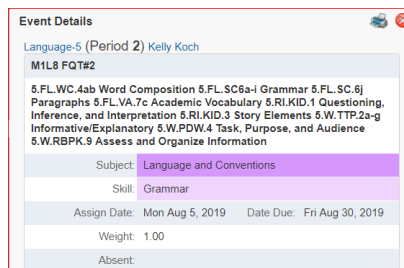 Event Details
Language-5 (Period 2) Kelly Koch
M1L8 FQT#2
5.FL.WC.4ab Word Composition 5.FL.SC6a-i Grammar 5.FL.SC.6j
Paragraphs 5.FL.VA.7c Academic Vocabulary 5.RI.KID.1 Questioning,
Inference, and Interpretation 5.RI.KID.3 Story Elements 5.W.TTP.2a-g
Informative/Explanatory 5.W.PDW.4 Task, Purpose, and Audience
5.W.RBPK.9 Assess and Organize Information
Subject: Language and Conventions
Skill: Grammar
Assign Date: Mon Aug 5, 2019 Date Due: Fri Aug 30, 2019
Weight: 1.00
Absent: